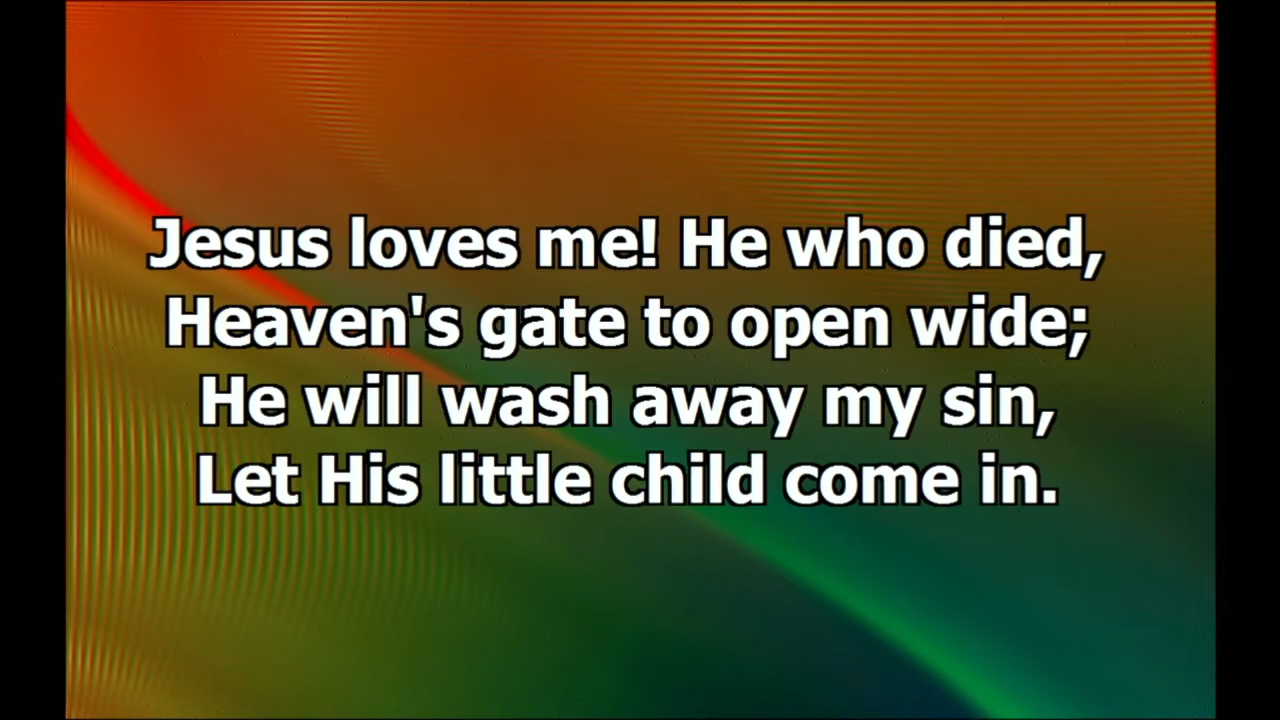 Jesus loves me! He who died,
Heaven's gate to open wide;
He will wash away my sin,
Let His little child come in.